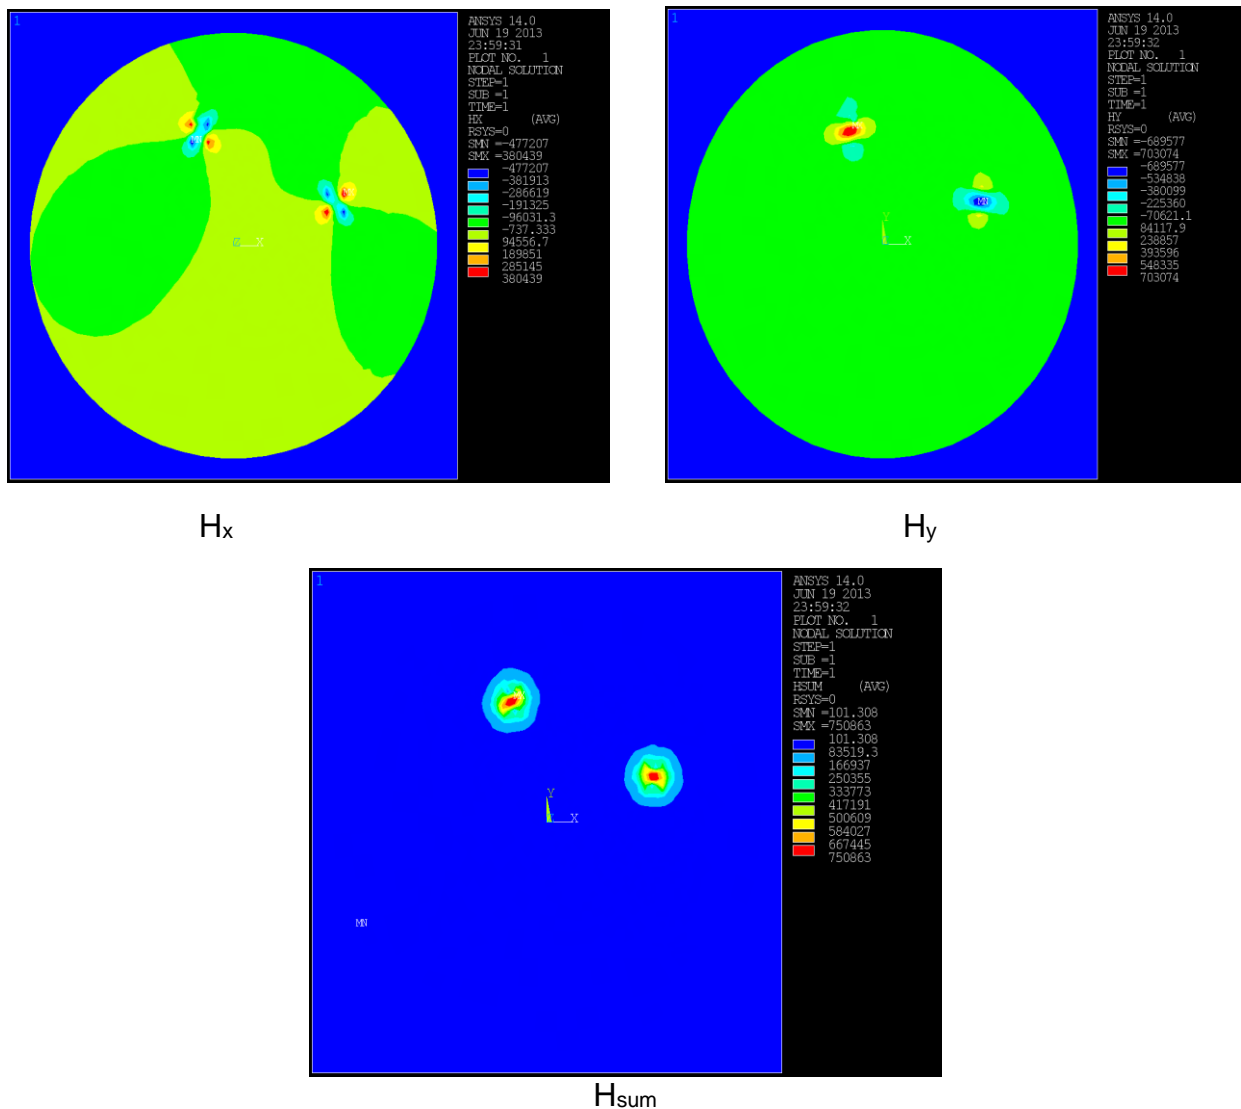 1
ANSYS 14.0
JUN 19 2013
23:59:31
PLOT NO. 1
NODAL SOLUTION
STEP=1
SUB =1
TIME=1
HX (AVG)
RSYS=0
SMN =-477207
SMX =380439
-477207
-381913
-286619
-191325
-96031.3
-737.333
94556.7
189851
285145
380439
MN
Z X
1
ANSYS 14.0
JUN 19 2013
23:59:32
PLOT NO. 1
NODAL SOLUTION
STEP=1
SUB =1
TIME=1
HY (AVG)
RSYS=0
SMN =-689577
SMX =703074
-689577
-534838
-380099
-225360
-70621.1
84117.9
238857
393596
548335
703074
MN
Y
X
Hx
Hy
1
ANSYS 14.0
JUN 19 2013
23:59:32
PLOT NO. 1
NODAL SOLUTION
STEP=1
SUB =1
TIME=1
HSUM (AVG)
RSYS=0
SMN =101.308
SMX =750863
101.308
83519.3
166937
250355
333773
417191
500609
584027
667445
750863
Y
X
MN
Hsum